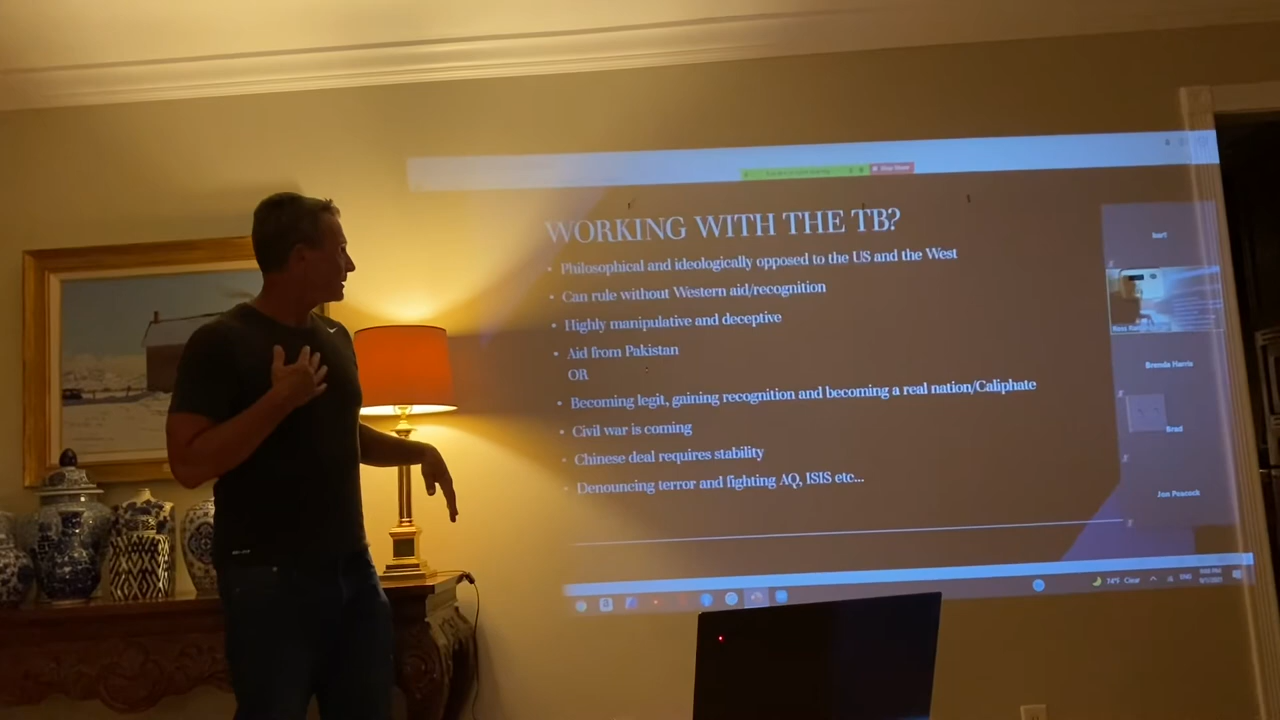 WORKING WITH THE TB?
• Philosophical and ideologically opposed to the US and the West
• Can rule without Western aid/recognition
• Highly manipulative and deceptive
• Aid from Pakistan
OR
• Becoming legit, gaining recognition and becoming a real nation/Caliphate
• Civil war is coming
• Chinese deal requires stability
• Denouncing terror and fighting AQ, ISIS etc...
Brenda Harris
Brad
Jon Peacock
74°F Clear
ENG